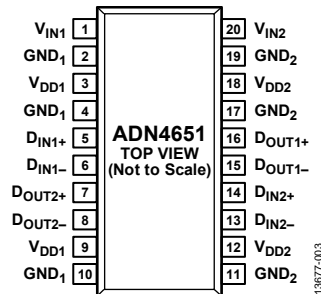 VIN1 1 20 VIN2
GND1 2 19 GND2
VDD1 3 18 VDD2
GND1 4 17 GND2
DIN1+ 5 16 DOUT1+
DIN1– 6 15 DOUT1–
DOUT2+ 7 14 DIN2+
DOUT2– 8 13 DIN2–
VDD1 9 12 VDD2
GND1 10 11 GND2
ADN4651
TOP VIEW
(Not to Scale)
13677-003